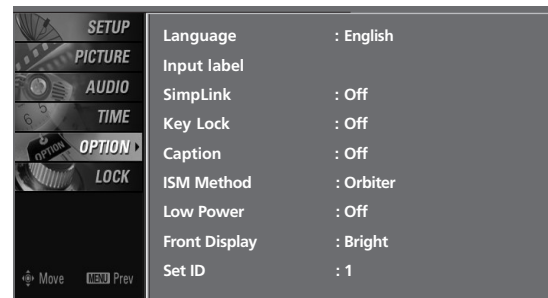 SETUP
PICTURE
AUDIO
TIME
OPTION
LOCK
Move MENU Prev
Language : English
Input label
SimpLink : Off
Key Lock : Off
Caption : Off
ISM Method : Orbiter
Low Power : Off
Front Display : Bright
Set ID : 1